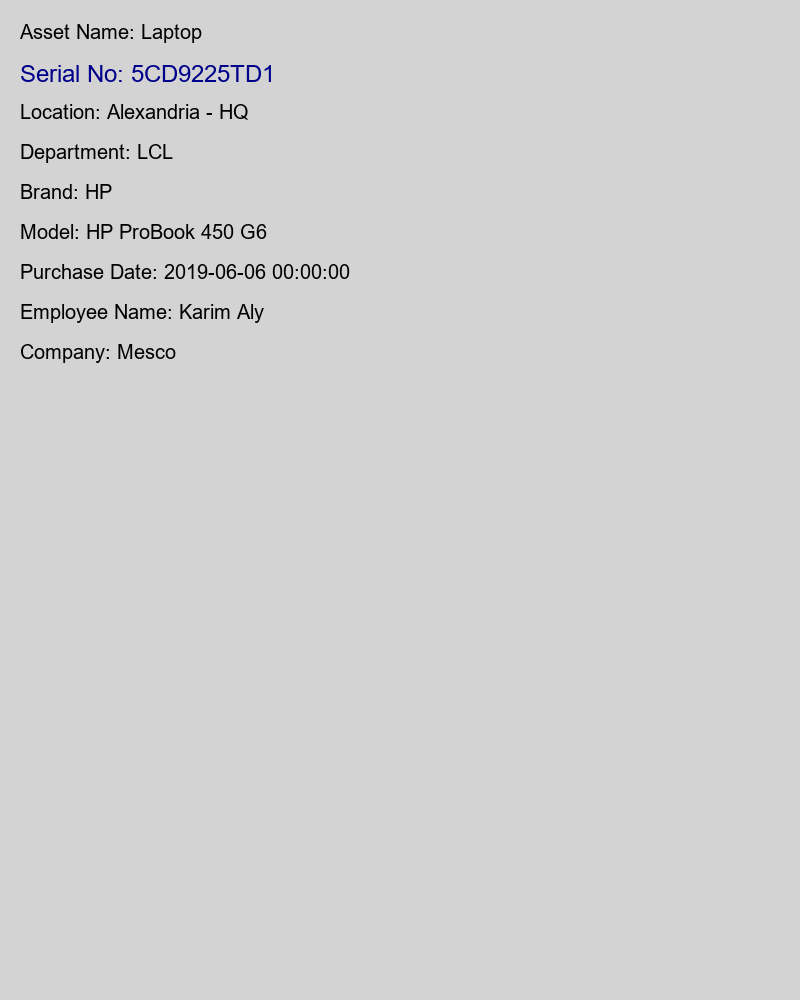 Asset Name: Laptop
Serial No: 5CD9225TD1
Location: Alexandria - HQ
Department: LCL
Brand: HP
Model: HP ProBook 450 G6
Purchase Date: 2019-06-06 00:00:00
Employee Name: Karim Aly
Company: Mesco